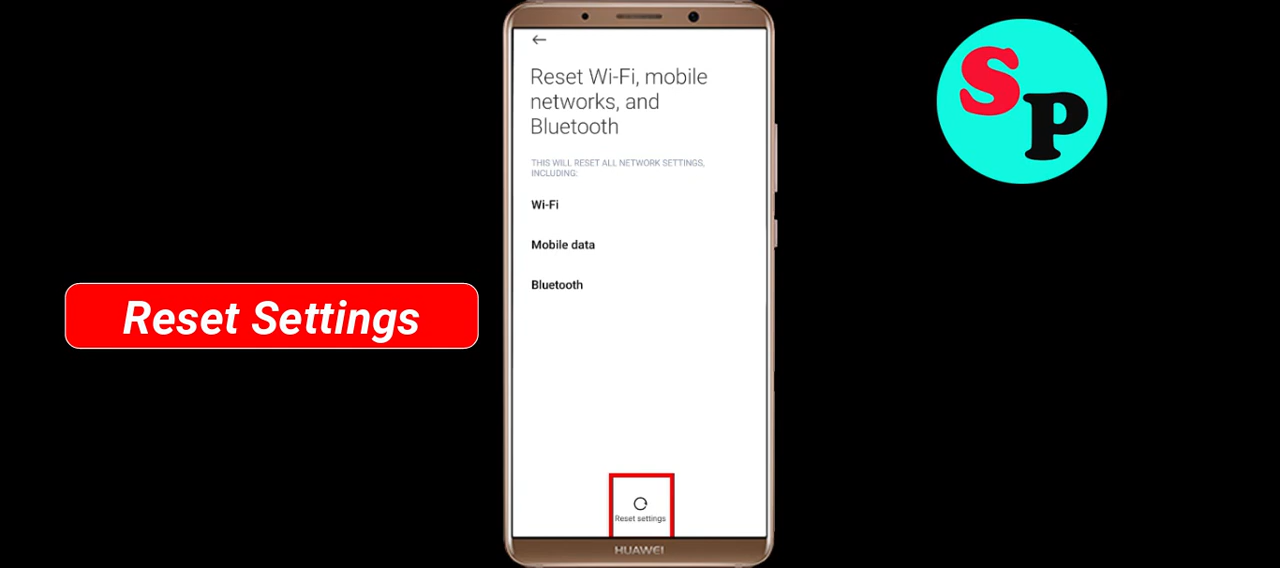 Reset Wi-Fi, mobile
networks, and
Bluetooth
THIS WILL RESET ALL NETWORK SETTINGS,
INCLUDING:
Wi-Fi
Mobile data
Bluetooth
Reset settings
HUAWEI
Reset Settings
SP